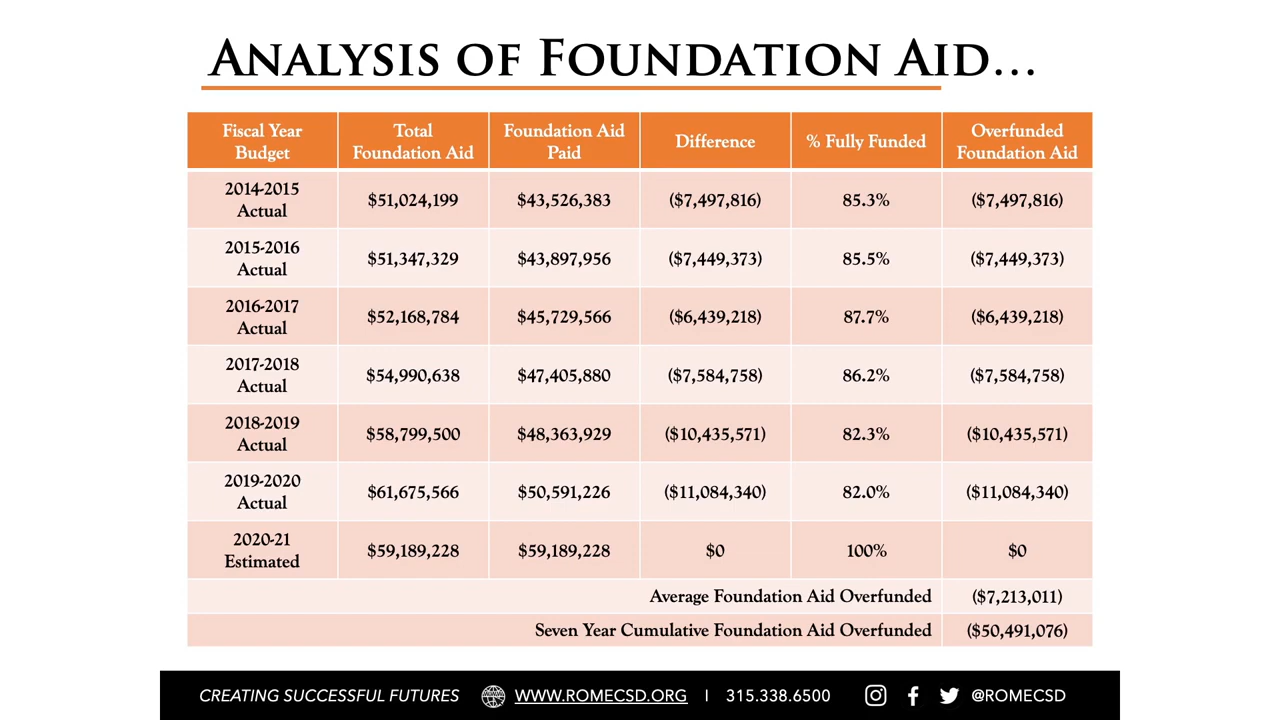 ANALYSIS OF FOUNDATION AID...
Fiscal Year Budget | Total Foundation Aid | Foundation Aid Paid | Difference | % Fully Funded | Overfunded Foundation Aid
2014-2015 Actual | $51,024,199 | $43,526,383 | ($7,497,816) | 85.3% | ($7,497,816)
2015-2016 Actual | $51,347,329 | $43,897,956 | ($7,449,373) | 85.5% | ($7,449,373)
2016-2017 Actual | $52,168,784 | $45,729,566 | ($6,439,218) | 87.7% | ($6,439,218)
2017-2018 Actual | $54,990,638 | $47,405,880 | ($7,584,758) | 86.2% | ($7,584,758)
2018-2019 Actual | $58,799,500 | $48,363,929 | ($10,435,571) | 82.3% | ($10,435,571)
2019-2020 Actual | $61,675,566 | $50,591,226 | ($11,084,340) | 82.0% | ($11,084,340)
2020-21 Estimated | $59,189,228 | $59,189,228 | $0 | 100% | $0
Average Foundation Aid Overfunded | ($7,213,011)
Seven Year Cumulative Foundation Aid Overfunded | ($50,491,076)
CREATING SUCCESSFUL FUTURES WWW.ROMECSD.ORG | 315.338.6500 @ROMECSD